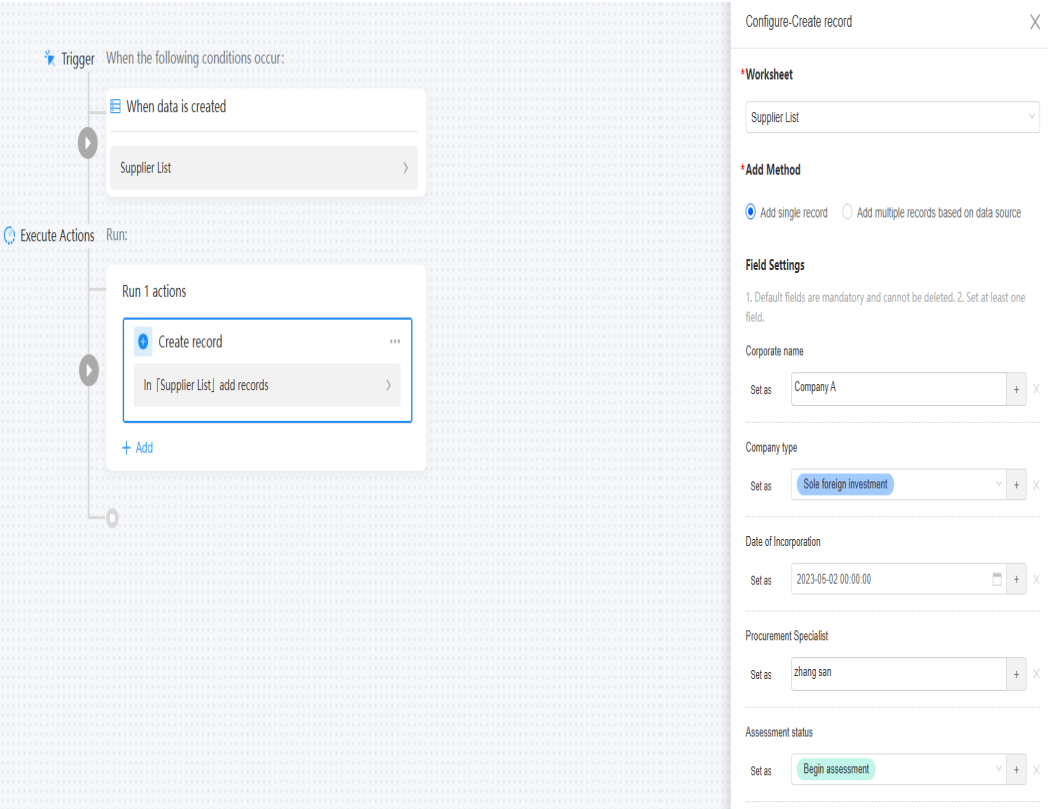 Trigger When the following conditions occur:
When data is created
Supplier List
Execute Actions Run:
Run 1 actions
Create record
In「Supplier List」add records
+ Add
Configure-Create record
*Worksheet
Supplier List
*Add Method
Add single record Add multiple records based on data source
Field Settings
1. Default fields are mandatory and cannot be deleted. 2. Set at least one
field.
Corporate name
Set as Company A
Company type
Set as Sole foreign investment
Date of Incorporation
Set as 2023-05-02 00:00:00
Procurement Specialist
Set as zhang san
Assessment status
Set as Begin assessment